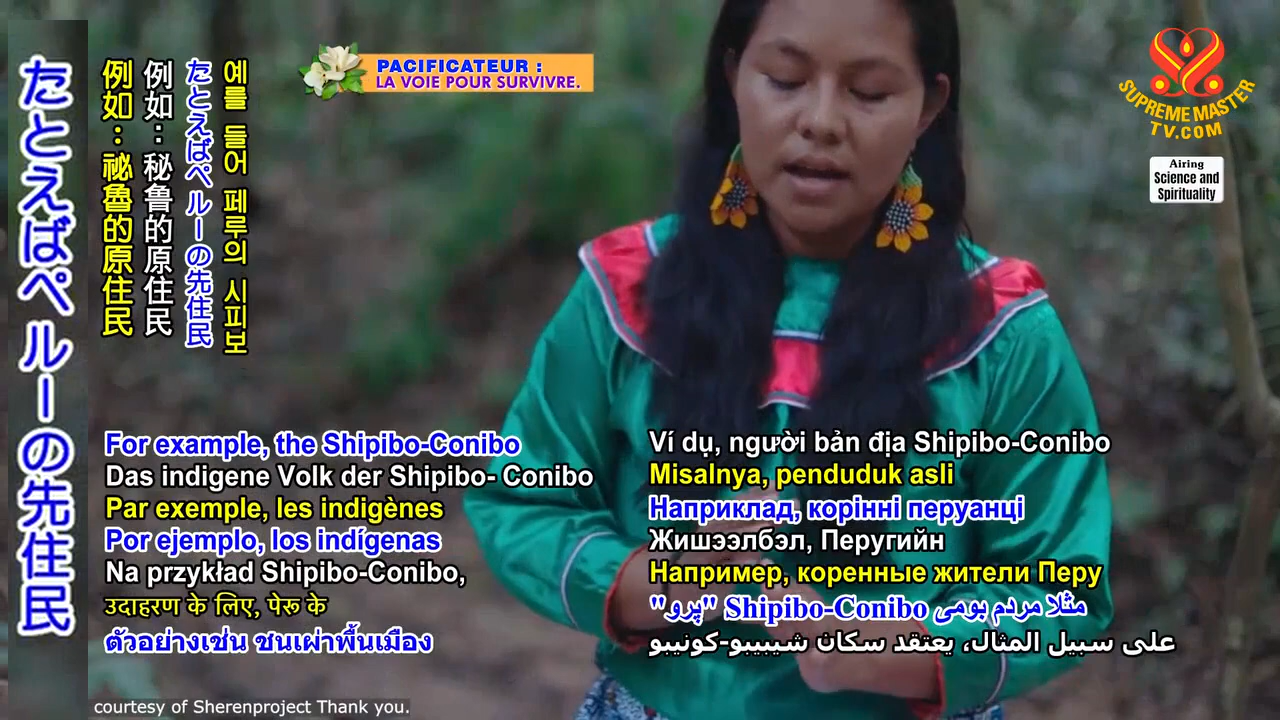 たとえばペルーの先住民
例如：祕魯的原住民
例如：秘鲁的原住民
たとえばペルーの先住民
예를 들어 페루의 시피보
PACIFICATEUR :
LA VOIE POUR SURVIVRE.
SUPREME MASTER
TV.COM
Airing
Science and
Spirituality
For example, the Shipibo-Conibo
Das indigene Volk der Shipibo- Conibo
Par exemple, les indigènes
Por ejemplo, los indígenas
Na przykład Shipibo-Conibo,
उदाहरण के लिए, पेरू के
ตัวอย่างเช่น ชนเผ่าพื้นเมือง
Ví dụ, người bản địa Shipibo-Conibo
Misalnya, penduduk asli
Наприклад, корінні перуанці
Жишээлбэл, Перугийн
Например, коренные жители Перу
مثلا مردم بومی Shipibo-Conibo "پرو"
على سبيل المثال، يعتقد سكان شيبيبو-كونيبو
courtesy of Sherenproject Thank you.